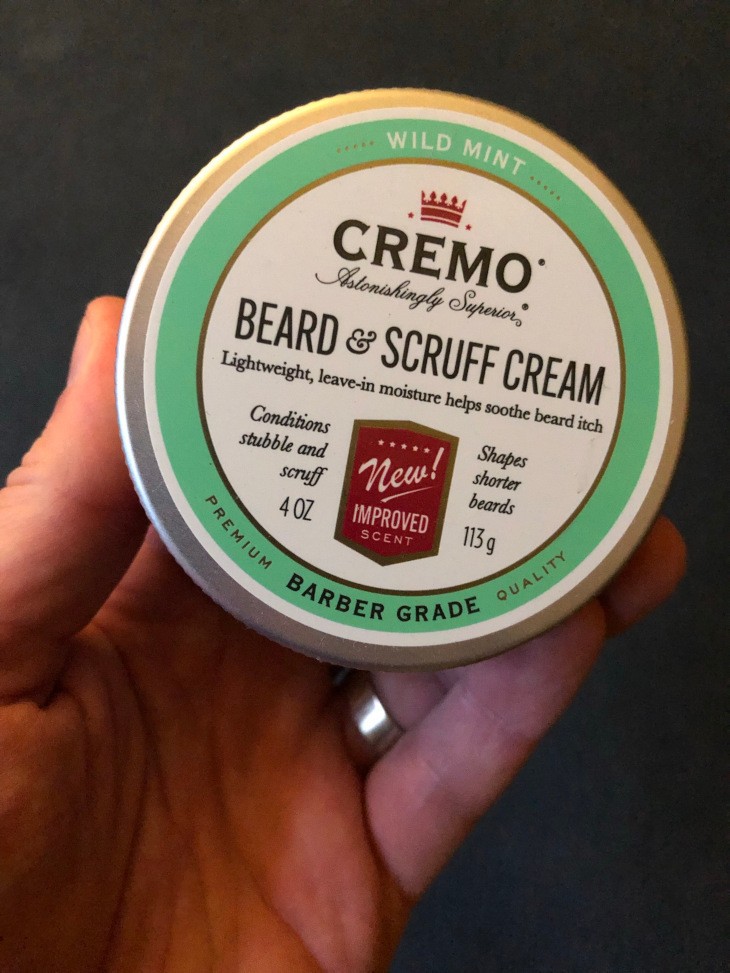 WILD MINT
CREMO
Astonishingly Superior
BEARD & SCRUFF CREAM
Lightweight, leave-in moisture helps soothe beard itch
Conditions
stubble and
scruff
4 OZ
New!
IMPROVED
SCENT
Shapes
shorter
beards
113 g
PREMIUM
BARBER GRADE
QUALITY